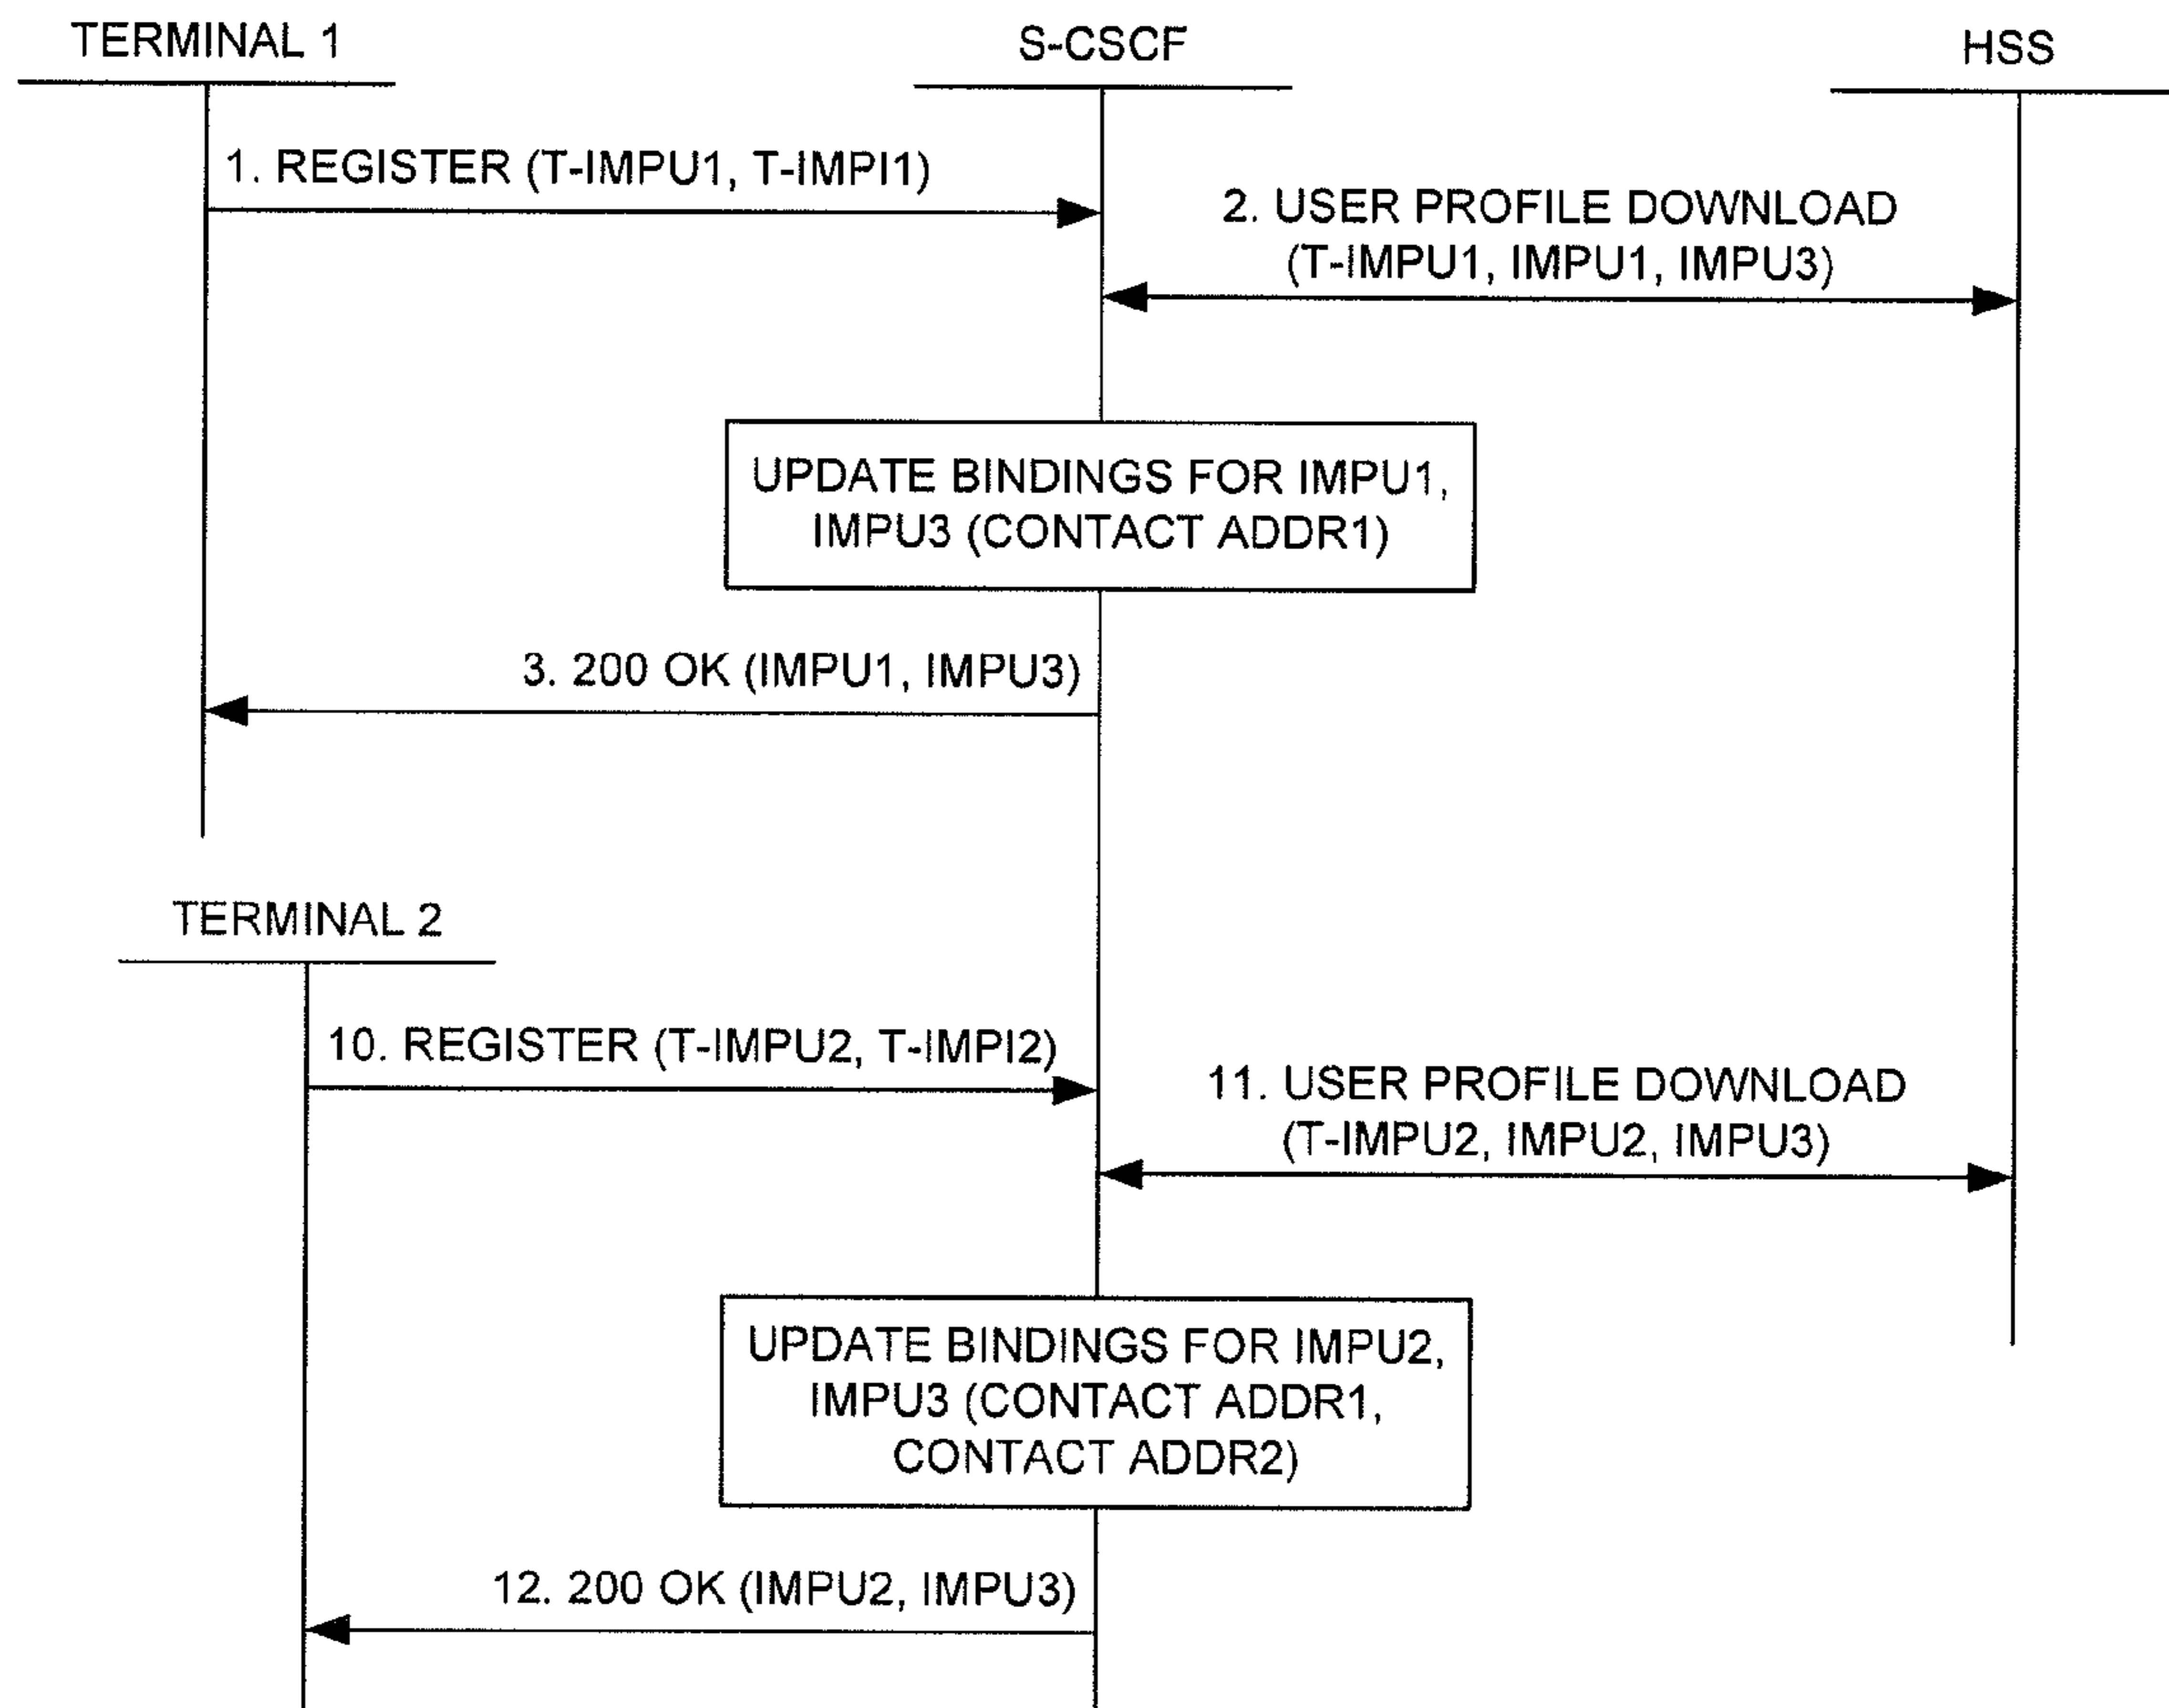 TERMINAL 1
S-CSCF
HSS
1. REGISTER (T-IMPU1, T-IMPI1)
2. USER PROFILE DOWNLOAD
(T-IMPU1, IMPU1, IMPU3)
UPDATE BINDINGS FOR IMPU1,
IMPU3 (CONTACT ADDR1)
3. 200 OK (IMPU1, IMPU3)
TERMINAL 2
10. REGISTER (T-IMPU2, T-IMPI2)
11. USER PROFILE DOWNLOAD
(T-IMPU2, IMPU2, IMPU3)
UPDATE BINDINGS FOR IMPU2,
IMPU3 (CONTACT ADDR1,
CONTACT ADDR2)
12. 200 OK (IMPU2, IMPU3)